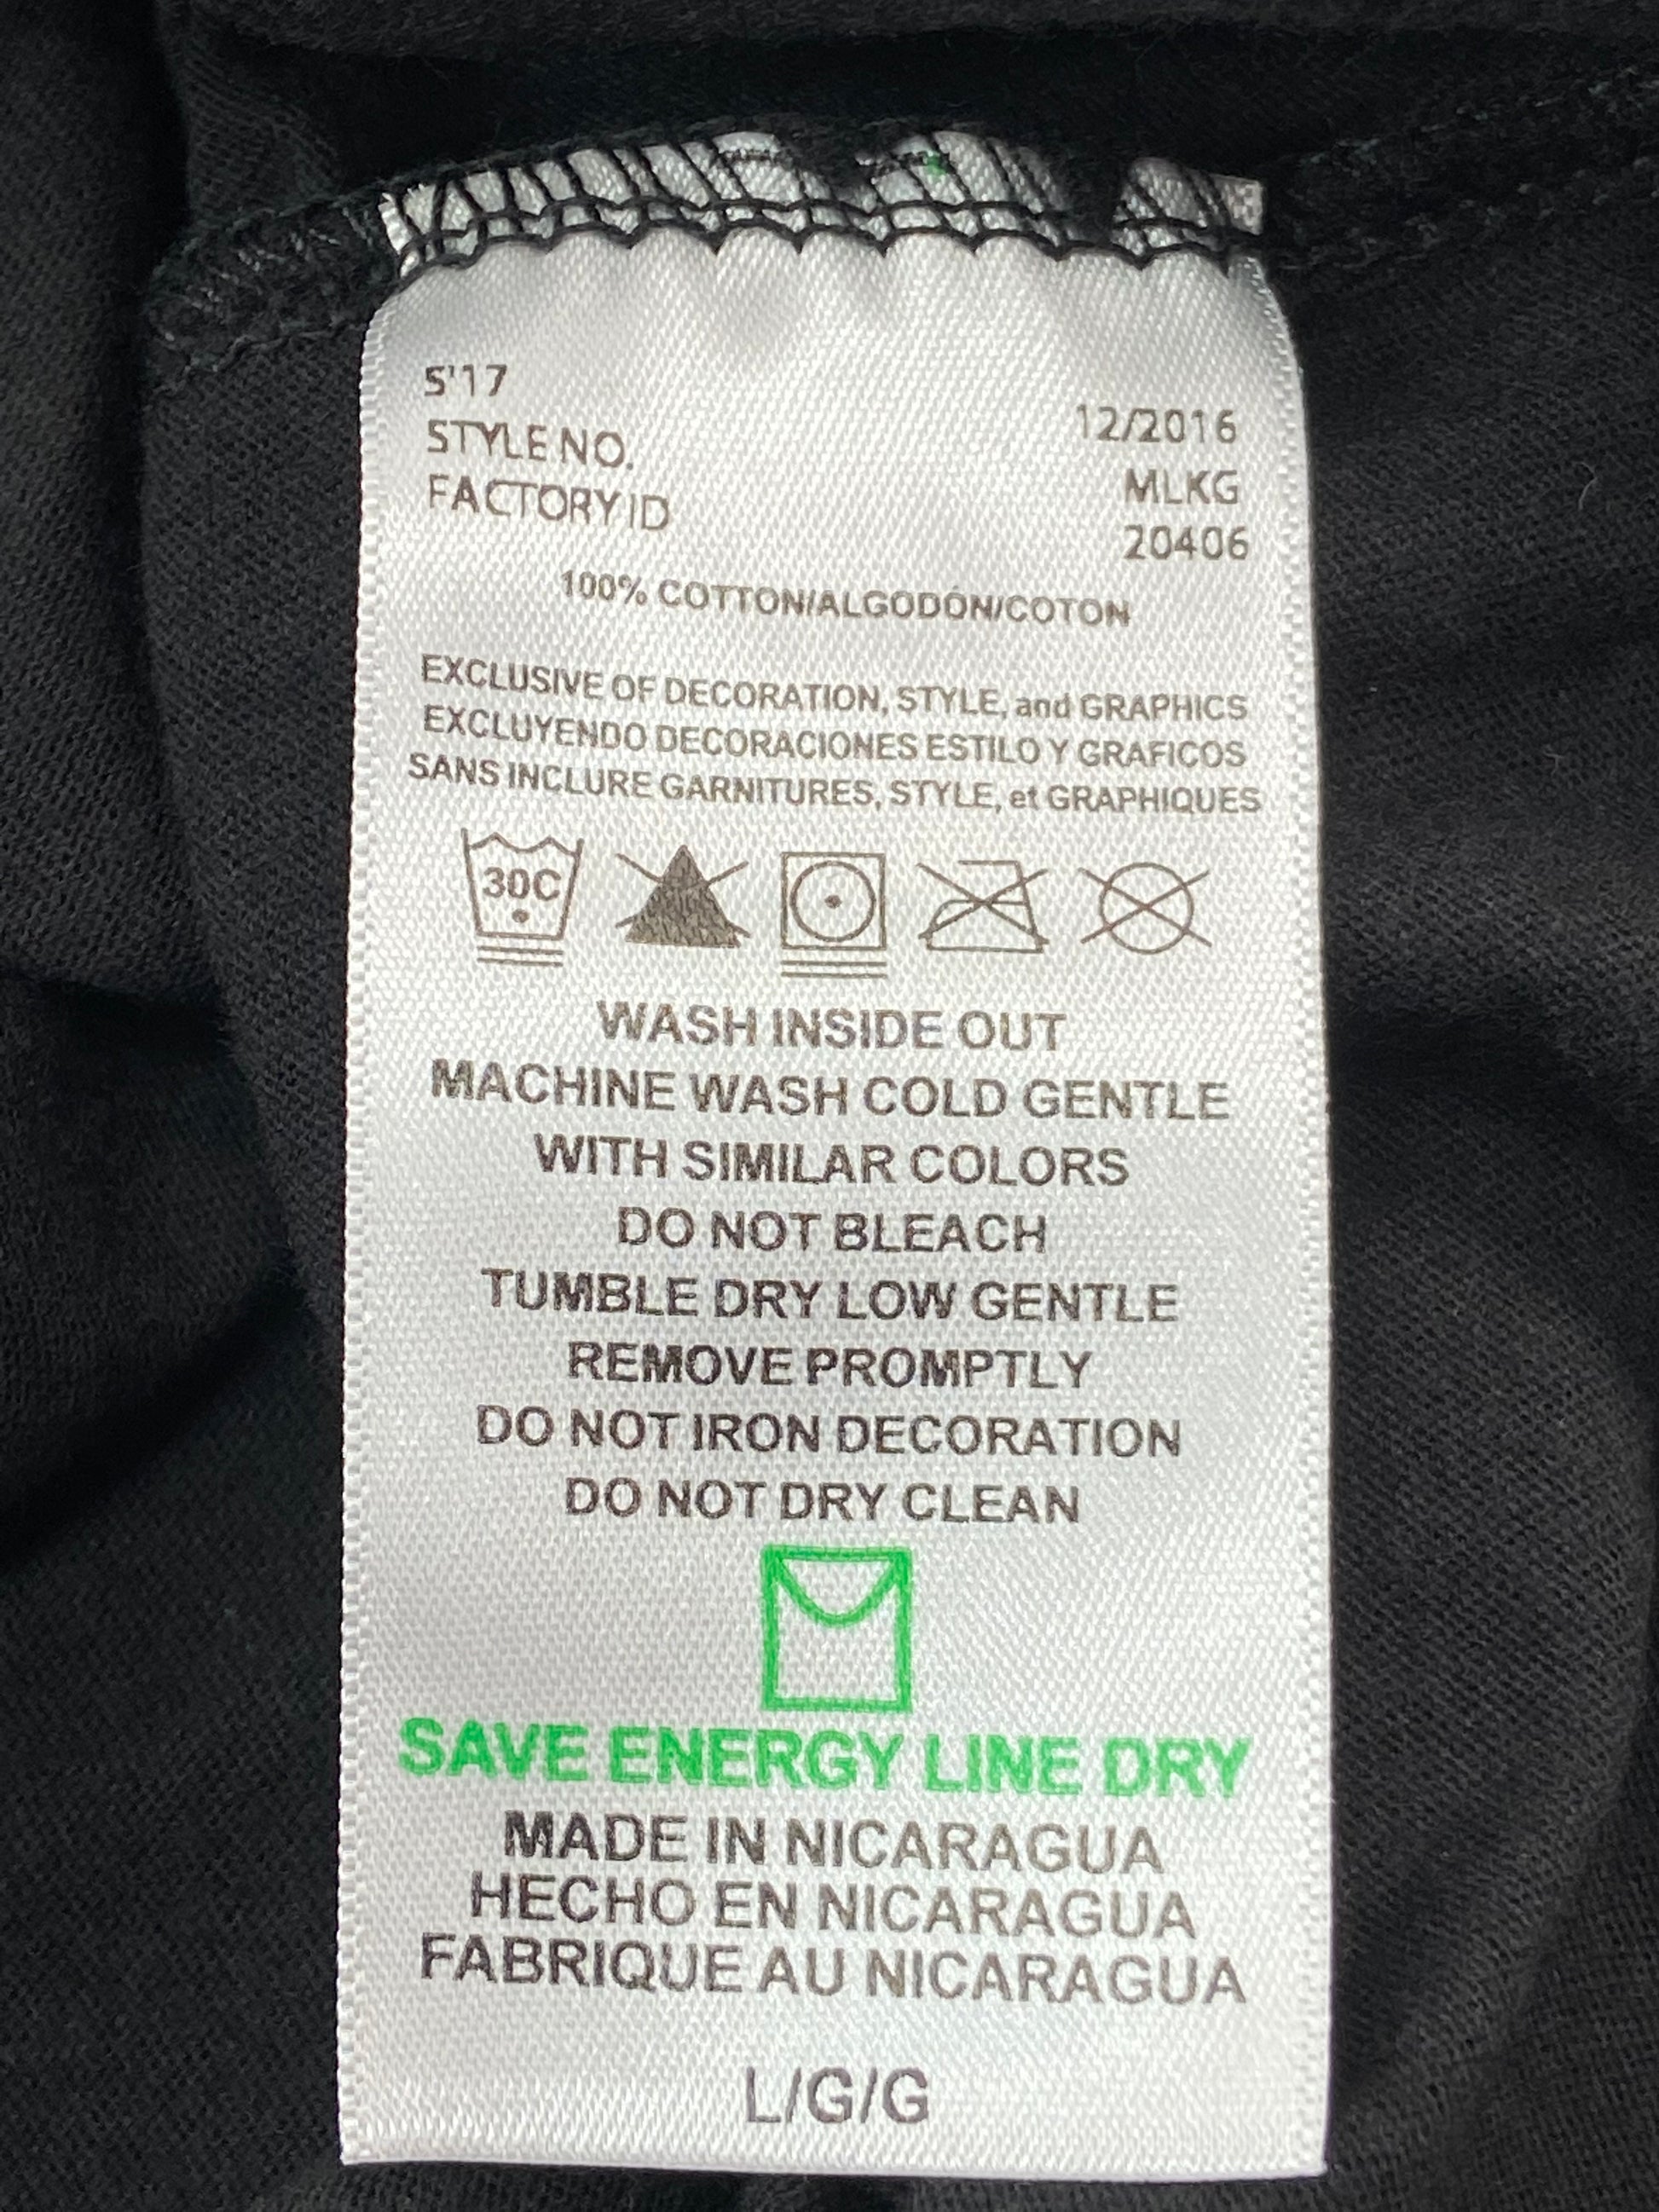 S'17 12/2016
STYLE NO. MLKG
FACTORY ID 20406
100% COTTON/ALGODÓN/COTON
EXCLUSIVE OF DECORATION, STYLE, and GRAPHICS
EXCLUYENDO DECORACIONES ESTILO Y GRAFICOS
SANS INCLURE GARNITURES, STYLE, et GRAPHIQUES
30C
WASH INSIDE OUT
MACHINE WASH COLD GENTLE
WITH SIMILAR COLORS
DO NOT BLEACH
TUMBLE DRY LOW GENTLE
REMOVE PROMPTLY
DO NOT IRON DECORATION
DO NOT DRY CLEAN
SAVE ENERGY LINE DRY
MADE IN NICARAGUA
HECHO EN NICARAGUA
FABRIQUE AU NICARAGUA
L/G/G